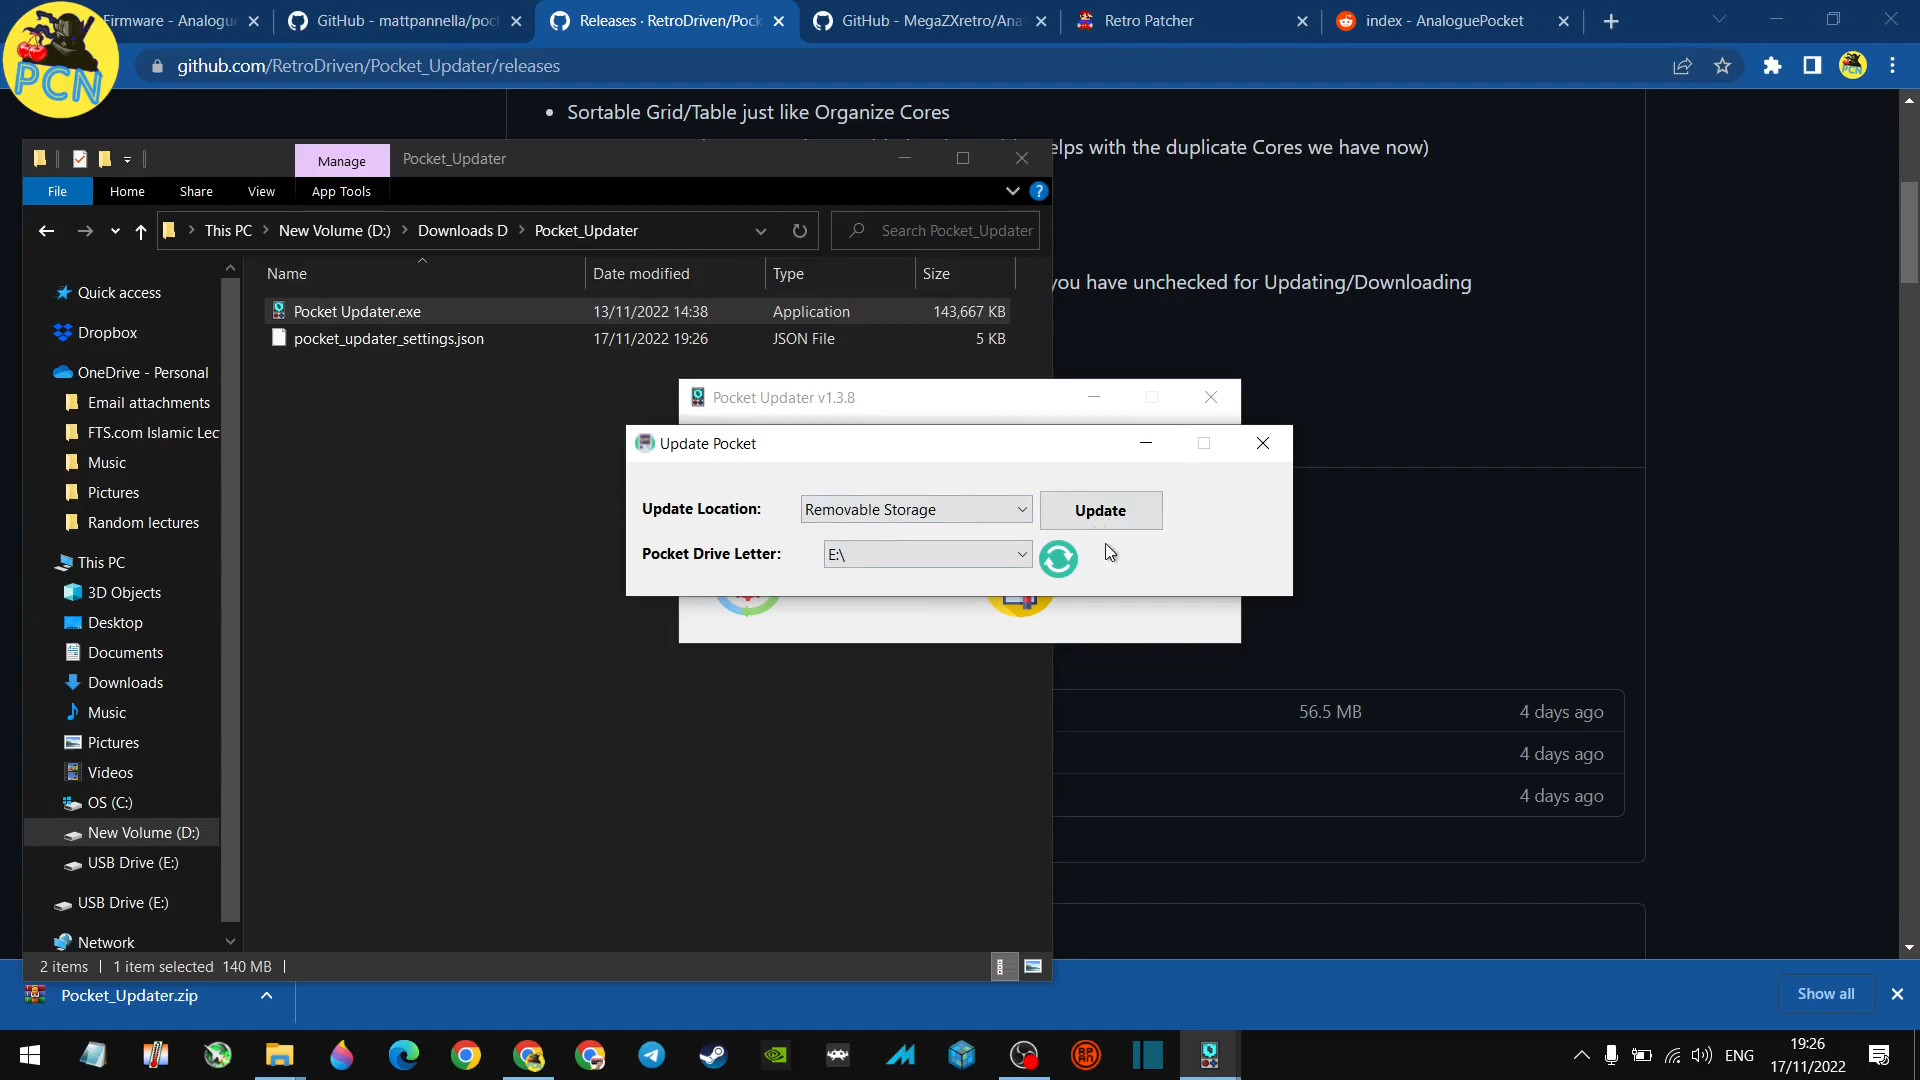 Firmware - Analogue
GitHub - mattpannella/poc
Releases · RetroDriven/Pock
GitHub - MegaZXretro/Ana
Retro Patcher
index - AnaloguePocket
PCN
github.com/RetroDriven/Pocket_Updater/releases
Sortable Grid/Table just like Organize Cores
elps with the duplicate Cores we have now)
Manage
Pocket_Updater
File
Home
Share
View
App Tools
This PC > New Volume (D:) > Downloads D > Pocket_Updater
Search Pocket_Updater
Name
Date modified
Type
Size
you have unchecked for Updating/Downloading
Quick access
Pocket Updater.exe
13/11/2022 14:38
Application
143,667 KB
Dropbox
pocket_updater_settings.json
17/11/2022 19:26
JSON File
5 KB
OneDrive - Personal
Email attachments
FTS.com Islamic Lec
Music
Pictures
Random lectures
This PC
3D Objects
Desktop
Documents
Downloads
Music
Pictures
Videos
OS (C:)
New Volume (D:)
USB Drive (E:)
USB Drive (E:)
Network
Pocket Updater v1.3.8
Update Pocket
Update Location:
Removable Storage
Update
Pocket Drive Letter:
E:\
56.5 MB
4 days ago
4 days ago
4 days ago
2 items
1 item selected 140 MB
Pocket_Updater.zip
Show all
ENG
19:26
17/11/2022